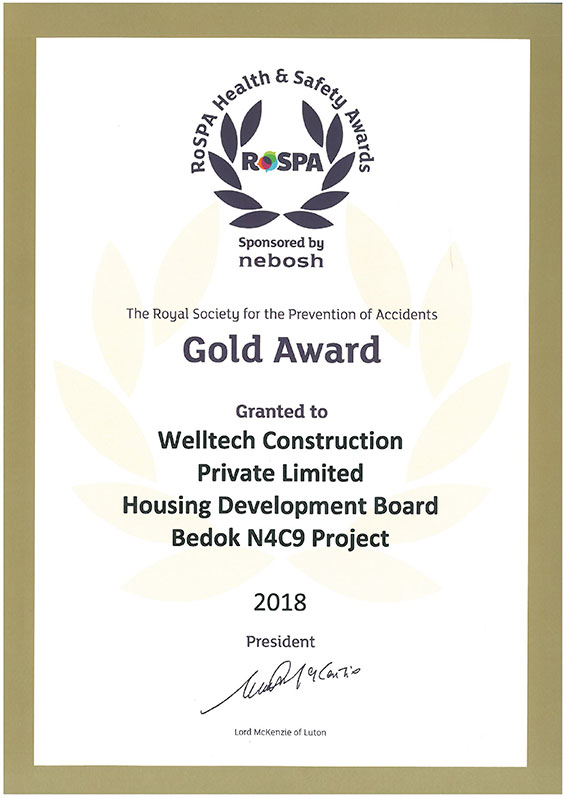 RoSPA Health & Safety Awards
RoSPA
Sponsored by
nebosh
The Royal Society for the Prevention of Accidents
Gold Award
Granted to
Welltech Construction
Private Limited
Housing Development Board
Bedok N4C9 Project
2018
President
Lord McKenzie of Luton